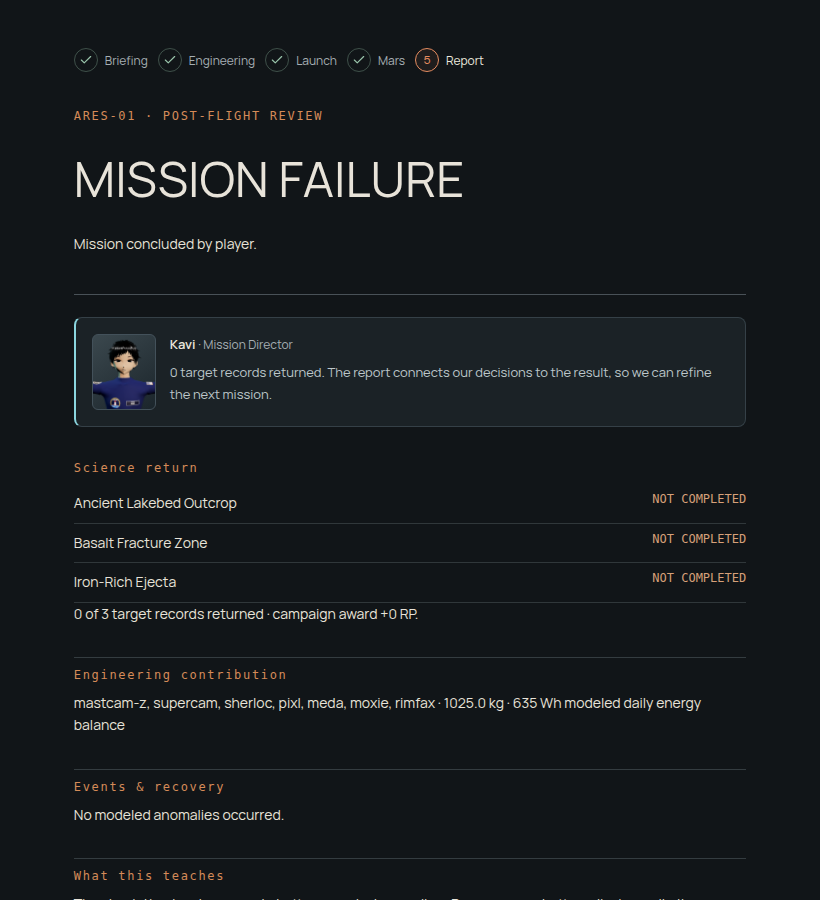 Briefing
Engineering
Launch
Mars
5 Report
ARES-01 · POST-FLIGHT REVIEW
MISSION FAILURE
Mission concluded by player.
Kavi · Mission Director
0 target records returned. The report connects our decisions to the result, so we can refine
the next mission.
Science return
Ancient Lakebed Outcrop NOT COMPLETED
Basalt Fracture Zone NOT COMPLETED
Iron-Rich Ejecta NOT COMPLETED
0 of 3 target records returned · campaign award +0 RP.
Engineering contribution
mastcam-z, supercam, sherloc, pixl, meda, moxie, rimfax · 1025.0 kg · 635 Wh modeled daily energy
balance
Events & recovery
No modeled anomalies occurred.
What this teaches